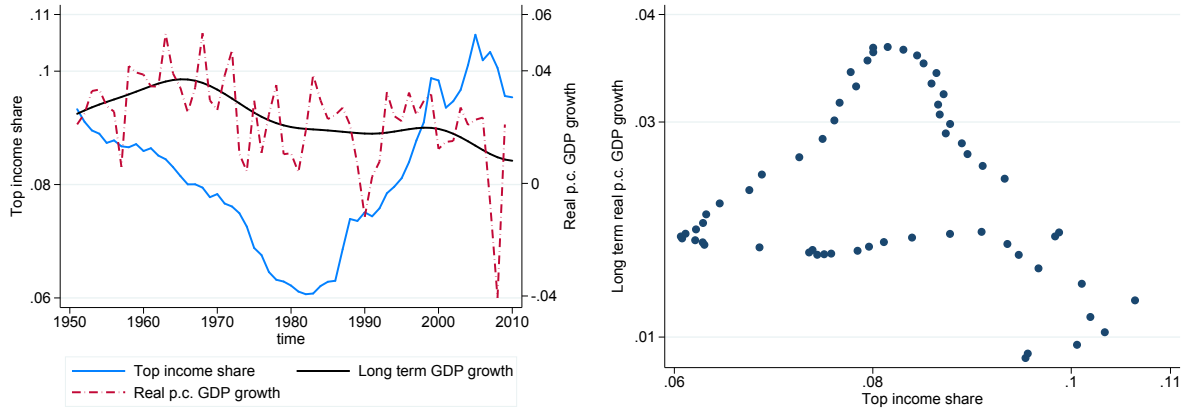 .11
.1
.08
.06
Top income share
.06
.04
.02
0
-.04
Real p.c. GDP growth
1950 1960 1970 1980 1990 2000 2010
time
Top income share
Long term GDP growth
Real p.c. GDP growth
.04
.03
.01
Long term real p.c. GDP growth
.06 .08 .1 .11
Top income share